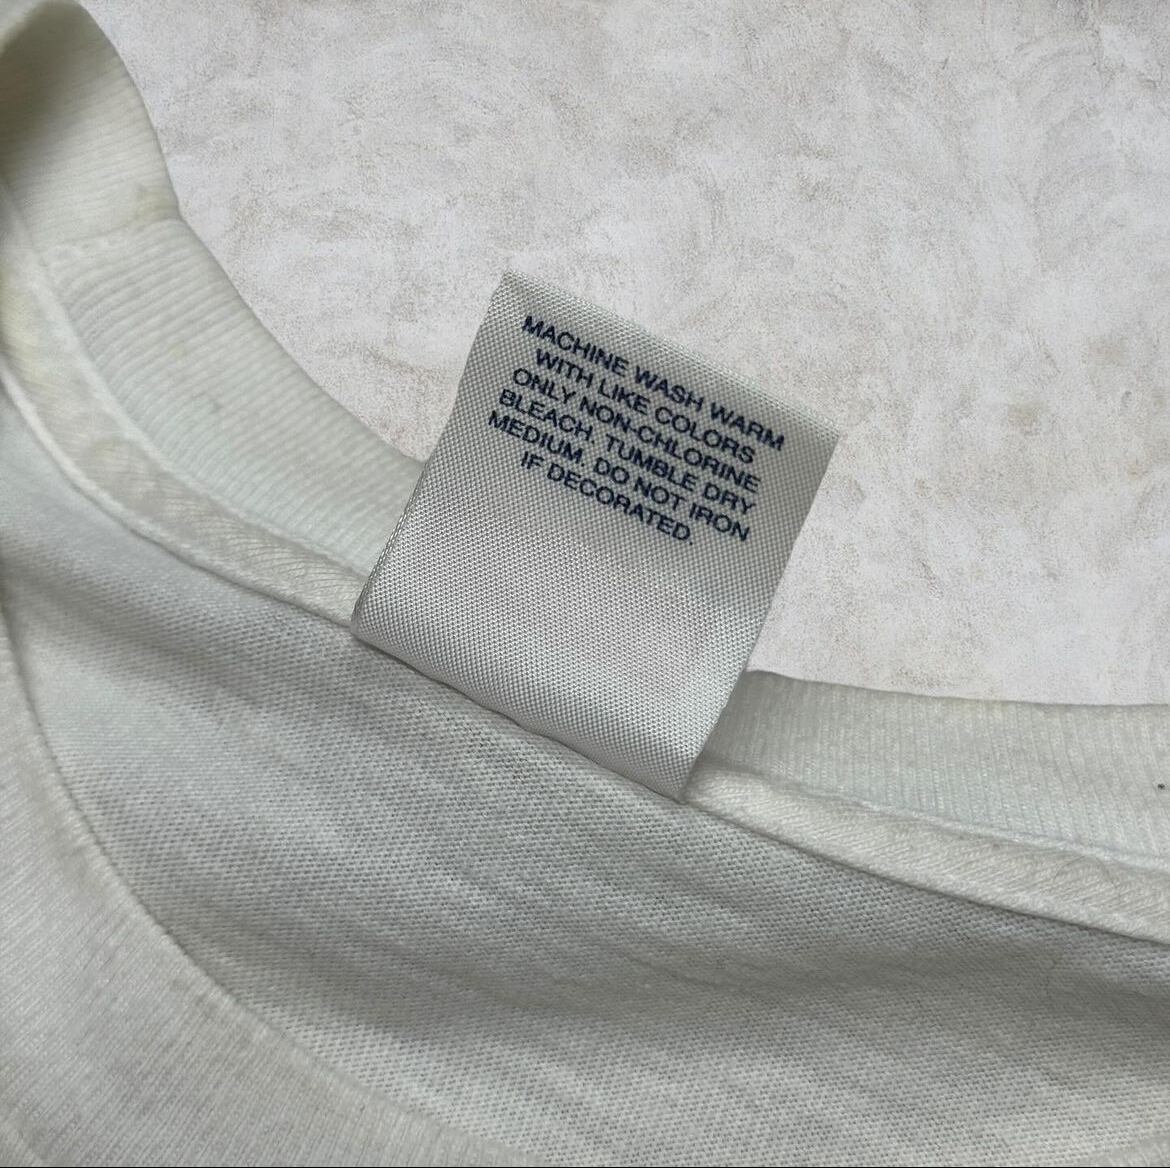 MACHINE WASH WARM
WITH LIKE COLORS
ONLY NON-CHLORINE
BLEACH. TUMBLE DRY
MEDIUM. DO NOT IRON
IF DECORATED.